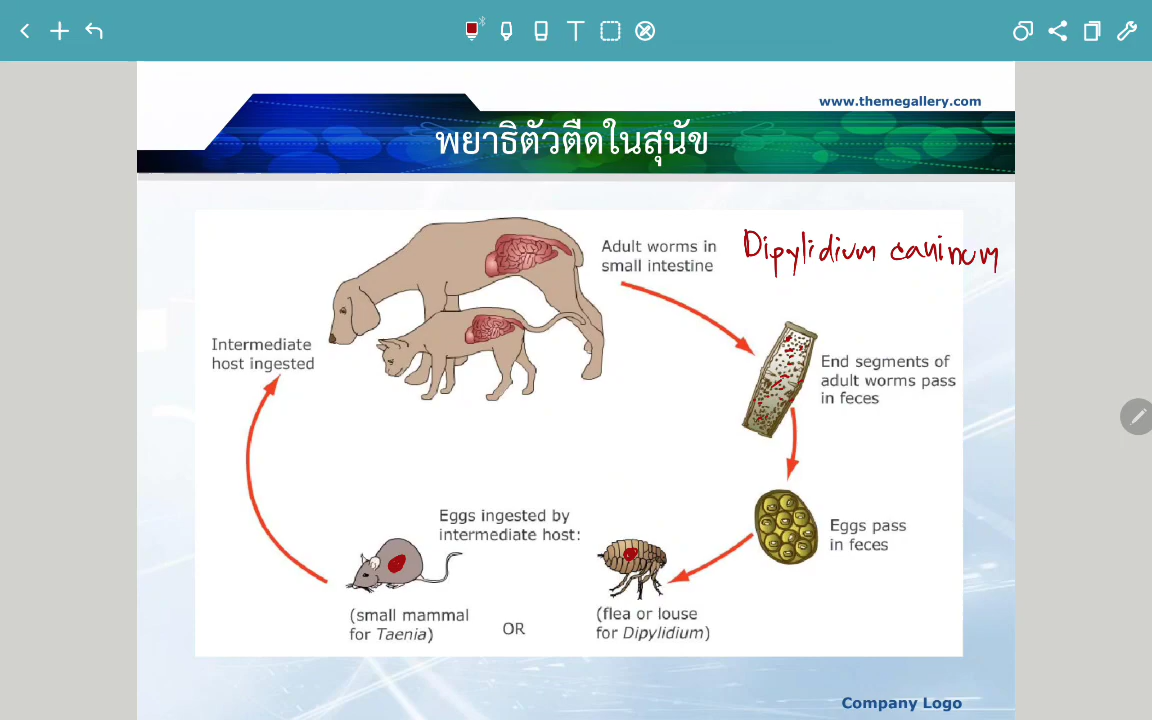 www.themegallery.com
พยาธิตัวตืดในสุนัข
Adult worms in
small intestine
Dipylidium caninum
Intermediate
host ingested
End segments of
adult worms pass
in feces
Eggs ingested by
intermediate host:
Eggs pass
in feces
(small mammal
for Taenia)
OR
(flea or louse
for Dipylidium)
Company Logo